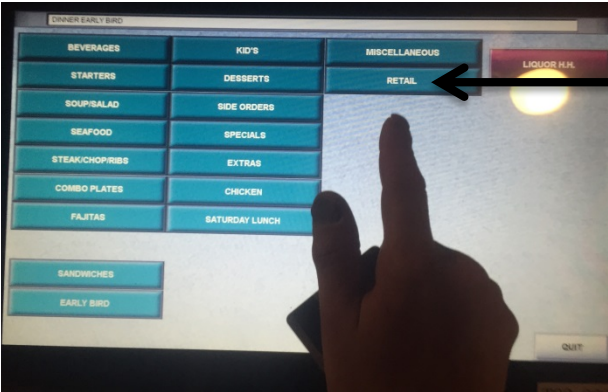 DINNER EARLY BIRD
BEVERAGES
KID'S
MISCELLANEOUS
LIQUOR H.H.
STARTERS
DESSERTS
RETAIL
SOUP/SALAD
SIDE ORDERS
SEAFOOD
SPECIALS
STEAK/CHOP/RIBS
EXTRAS
COMBO PLATES
CHICKEN
FAJITAS
SATURDAY LUNCH
SANDWICHES
EARLY BIRD
QUIT